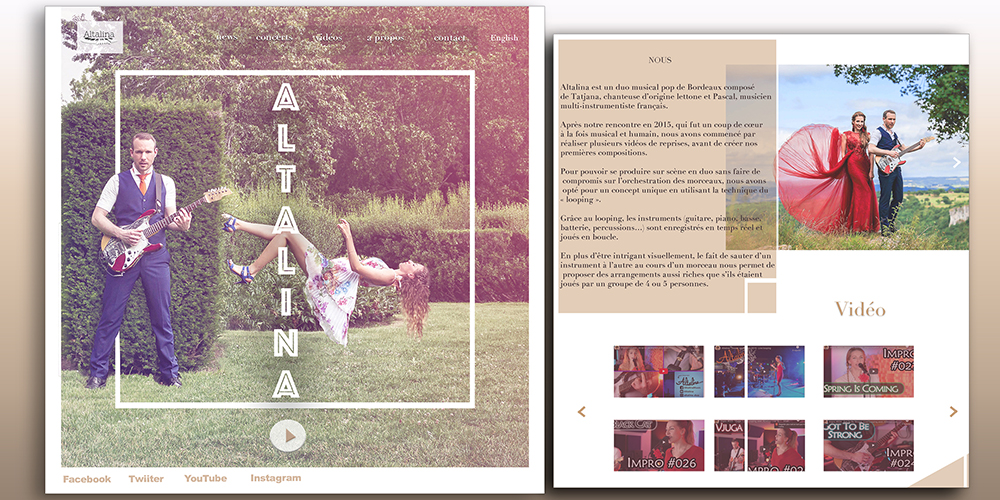 Altalina
news concerts vidéos à propos contact English
ALTALINA
Facebook Twiiter YouTube Instagram
NOUS
Altalina est un duo musical pop de Bordeaux composé
de Tatjana, chanteuse d'origine lettone et Pascal, musicien
multi-instrumentiste français.
Après notre rencontre en 2015, qui fut un coup de cœur
à la fois musical et humain, nous avons commencé par
réaliser plusieurs vidéos de reprises, avant de créer nos
premières compositions.
Pour pouvoir se produire sur scène en duo sans faire de
compromis sur l'orchestration des morceaux, nous avons
opté pour un concept unique en utilisant la technique du
« looping ».
Grâce au looping, les instruments (guitare, piano, basse,
batterie, percussions...) sont enregistrés en temps réel et
joués en boucle.
En plus d'être intrigant visuellement, le fait de sauter d'un
instrument à l'autre au cours d'un morceau nous permet de
proposer des arrangements aussi riches que s'ils étaient
joués par un groupe de 4 ou 5 personnes.
Vidéo
Altalina
IMPRO
#02
SPRING IS COMING
BACK CAT
IMPRO #026
VJUGA
IMPRO #02
GOT TO BE
STRONG
IMPRO
#024